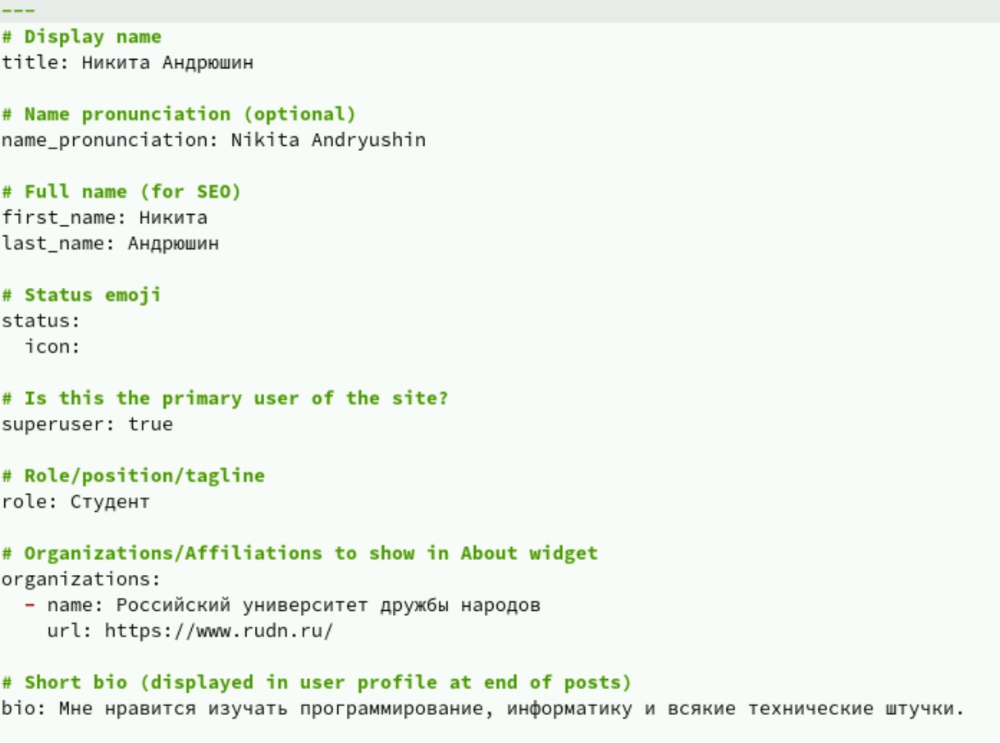 ---
# Display name
title: Никита Андрюшин
# Name pronunciation (optional)
name_pronunciation: Nikita Andryushin
# Full name (for SEO)
first_name: Никита
last_name: Андрюшин
# Status emoji
status:
  icon:
# Is this the primary user of the site?
superuser: true
# Role/position/tagline
role: Студент
# Organizations/Affiliations to show in About widget
organizations:
  - name: Российский университет дружбы народов
    url: https://www.rudn.ru/
# Short bio (displayed in user profile at end of posts)
bio: Мне нравится изучать программирование, информатику и всякие технические штучки.